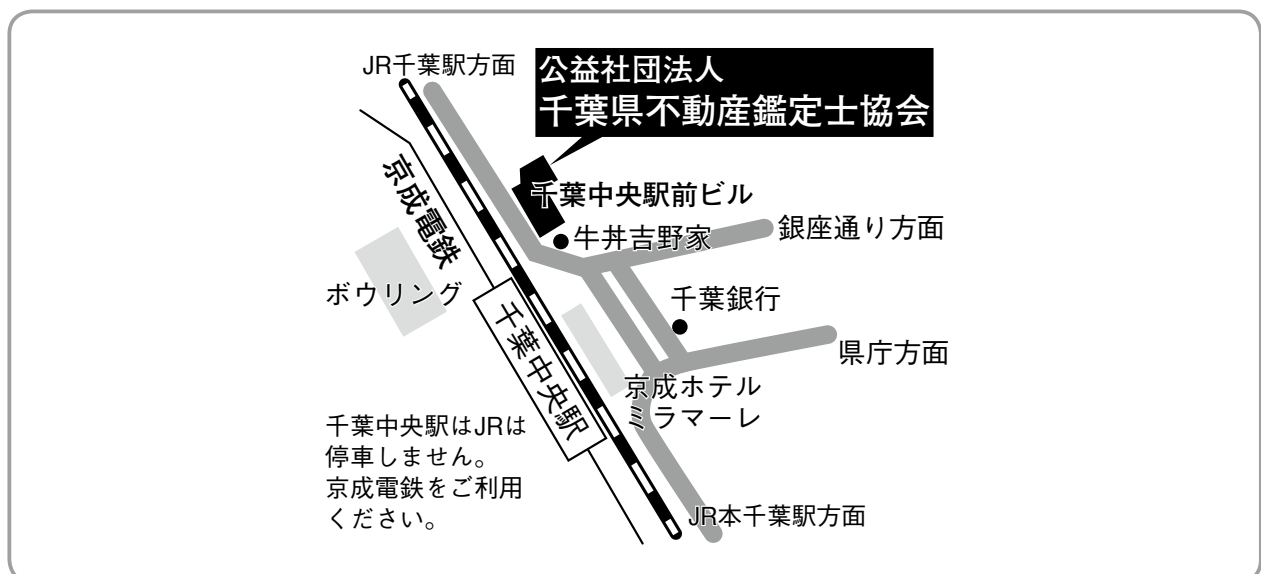 JR千葉駅方面
公益社団法人
千葉県不動産鑑定士協会
京成電鉄
千葉中央駅前ビル
牛丼吉野家
銀座通り方面
ボウリング
千葉銀行
千葉中央駅
県庁方面
京成ホテル
ミラマーレ
千葉中央駅はJRは
停車しません。
京成電鉄をご利用
ください。
JR本千葉駅方面